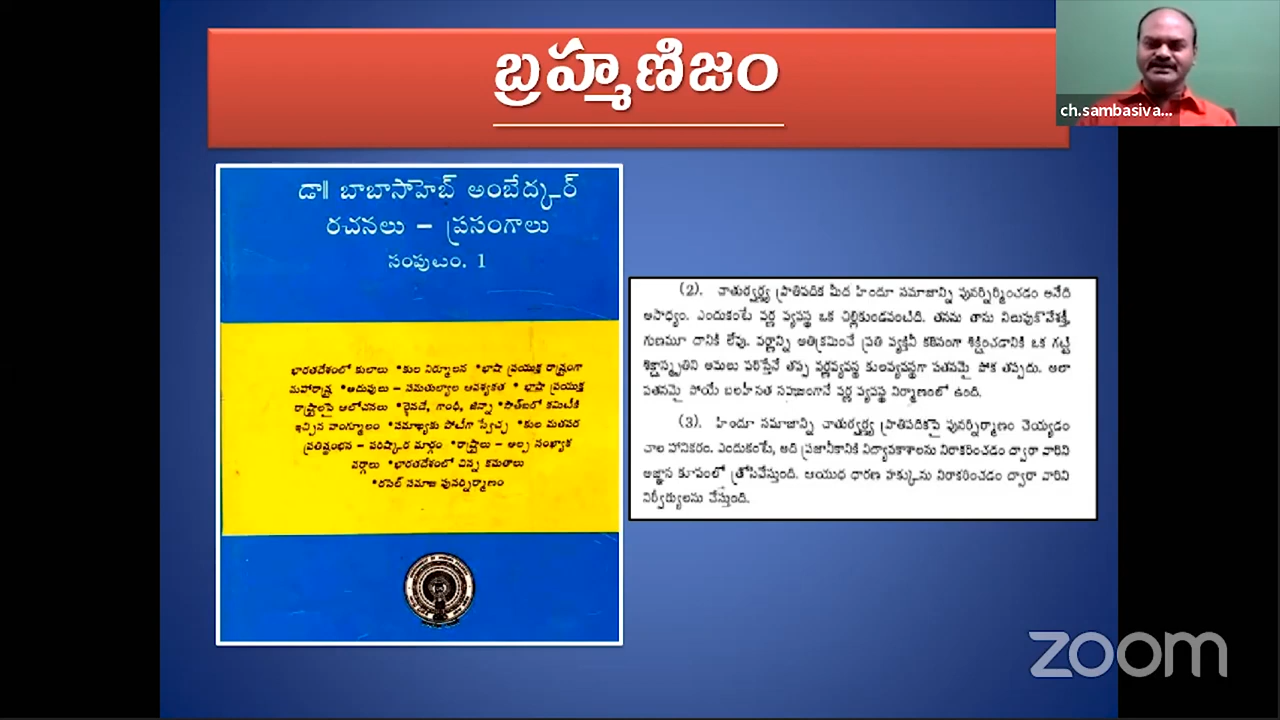 బ్రహ్మణిజం
ch.sambasiva...
డా॥ బాబాసాహెబ్ అంబేద్కర్
రచనలు – ప్రసంగాలు
సంపుటం. 1
భారతదేశంలో కులాలు *కుల నిర్మూలన *భాషా ప్రయుక్త రాష్ట్రంగా
మహారాష్ట్ర *అదుపులు – సమతుల్యాల ఆవశ్యకత * భాషా ప్రయుక్త
రాష్ట్రాలపై ఆలోచనలు *రైనడే, గాంధీ, జిన్నా *సౌత్‌బరో కమిటీకి
ఇచ్చిన వాంగ్మూలం *సమాఖ్యకు పోటీగా స్వేచ్ఛ *కుల మతపర
ప్రతిష్టంభన – పరిష్కార మార్గం *రాష్ట్రాలు – అల్ప సంఖ్యాక
వర్గాలు *భారతదేశంలో చిన్న కమతాలు
*రసెల్ సమాజ పునర్నిర్మాణం
(2). చాతుర్వర్ణ్య ప్రాతిపదిక మీద హిందూ సమాజాన్ని పునర్నిర్మించడం అనేది
అసాధ్యం. ఎందుకంటే వర్ణ వ్యవస్థ ఒక చిల్లికుండవంటిది. తనను తాను నిలుపుకొనేశక్తీ,
గుణమూ దానికి లేవు. వర్ణాన్ని అతిక్రమించే ప్రతి వ్యక్తినీ కఠినంగా శిక్షించడానికి ఒక గట్టి
శిక్షాస్మృతిని అమలు పరిస్తేనే తప్ప వర్ణవ్యవస్థ కులవ్యవస్థగా పతనమై పోక తప్పదు. అలా
పతనమై పోయే బలహీనత సహజంగానే వర్ణ వ్యవస్థ నిర్మాణంలో ఉంది.
(3). హిందూ సమాజాన్ని చాతుర్వర్ణ్య ప్రాతిపదికపై పునర్నిర్మాణం చెయ్యడం
చాల హానికరం. ఎందుకంటే, అది ప్రజానీకానికి విద్యావకాశాలను నిరాకరించడం ద్వారా వారిని
అజ్ఞాన కూపంలో త్రోసివేస్తుంది. ఆయుధ ధారణ హక్కును నిరాకరించడం ద్వారా వారిని
నిర్వీర్యులను చేస్తుంది.
zoom